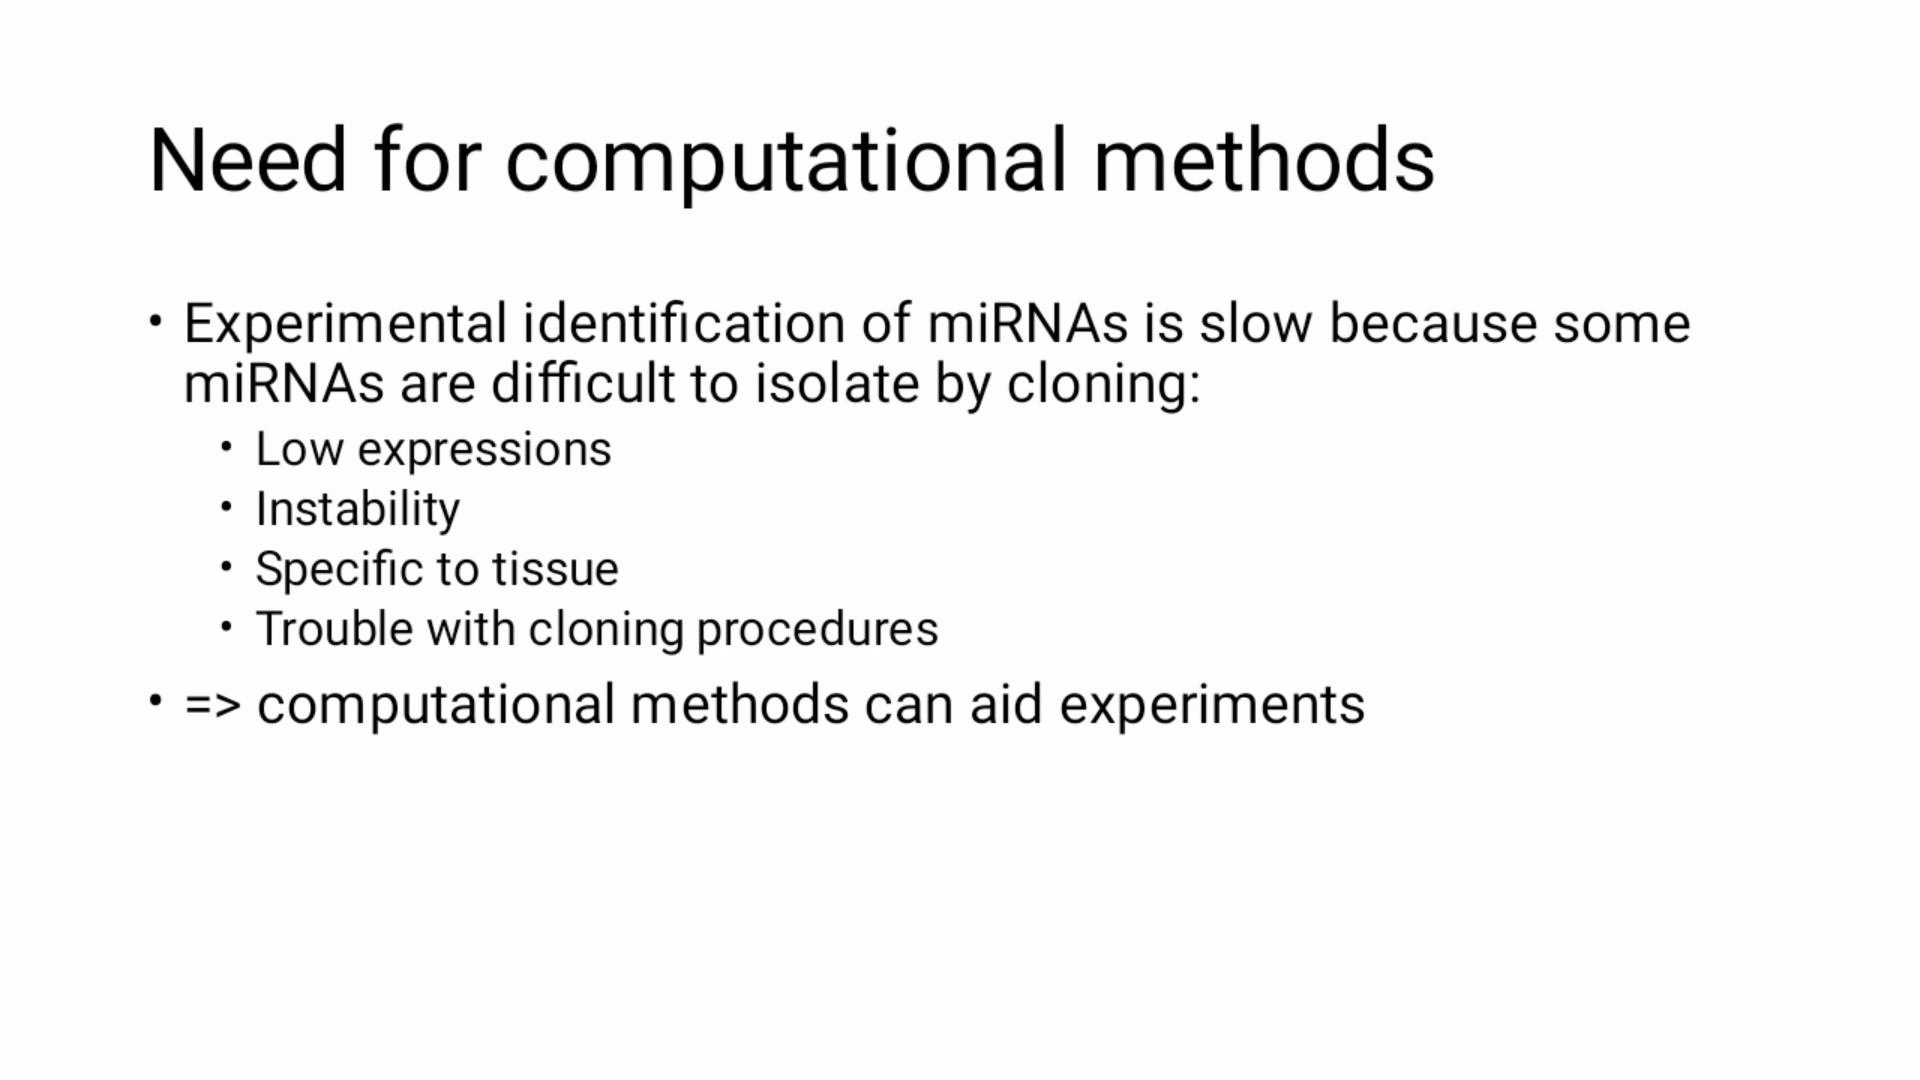 Need for computational methods
• Experimental identification of miRNAs is slow because some
miRNAs are difficult to isolate by cloning:
• Low expressions
• Instability
• Specific to tissue
• Trouble with cloning procedures
• => computational methods can aid experiments